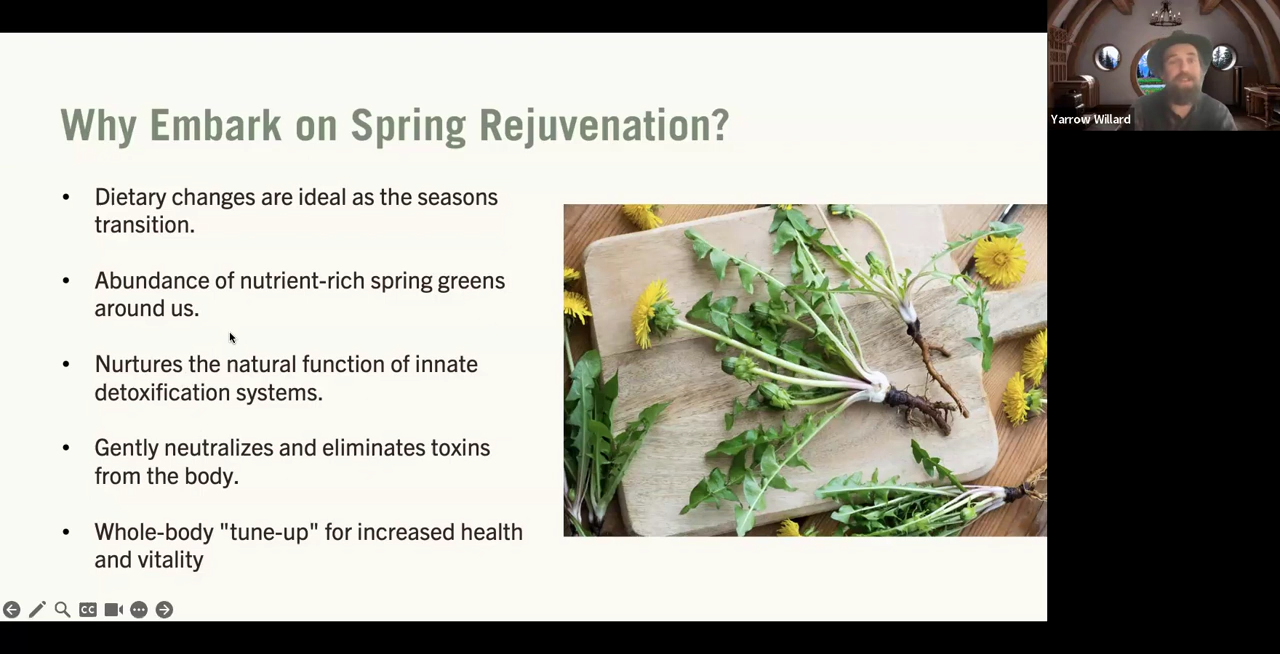 Why Embark on Spring Rejuvenation?
• Dietary changes are ideal as the seasons
transition.
• Abundance of nutrient-rich spring greens
around us.
• Nurtures the natural function of innate
detoxification systems.
• Gently neutralizes and eliminates toxins
from the body.
• Whole-body "tune-up" for increased health
and vitality
CC
Yarrow Willard